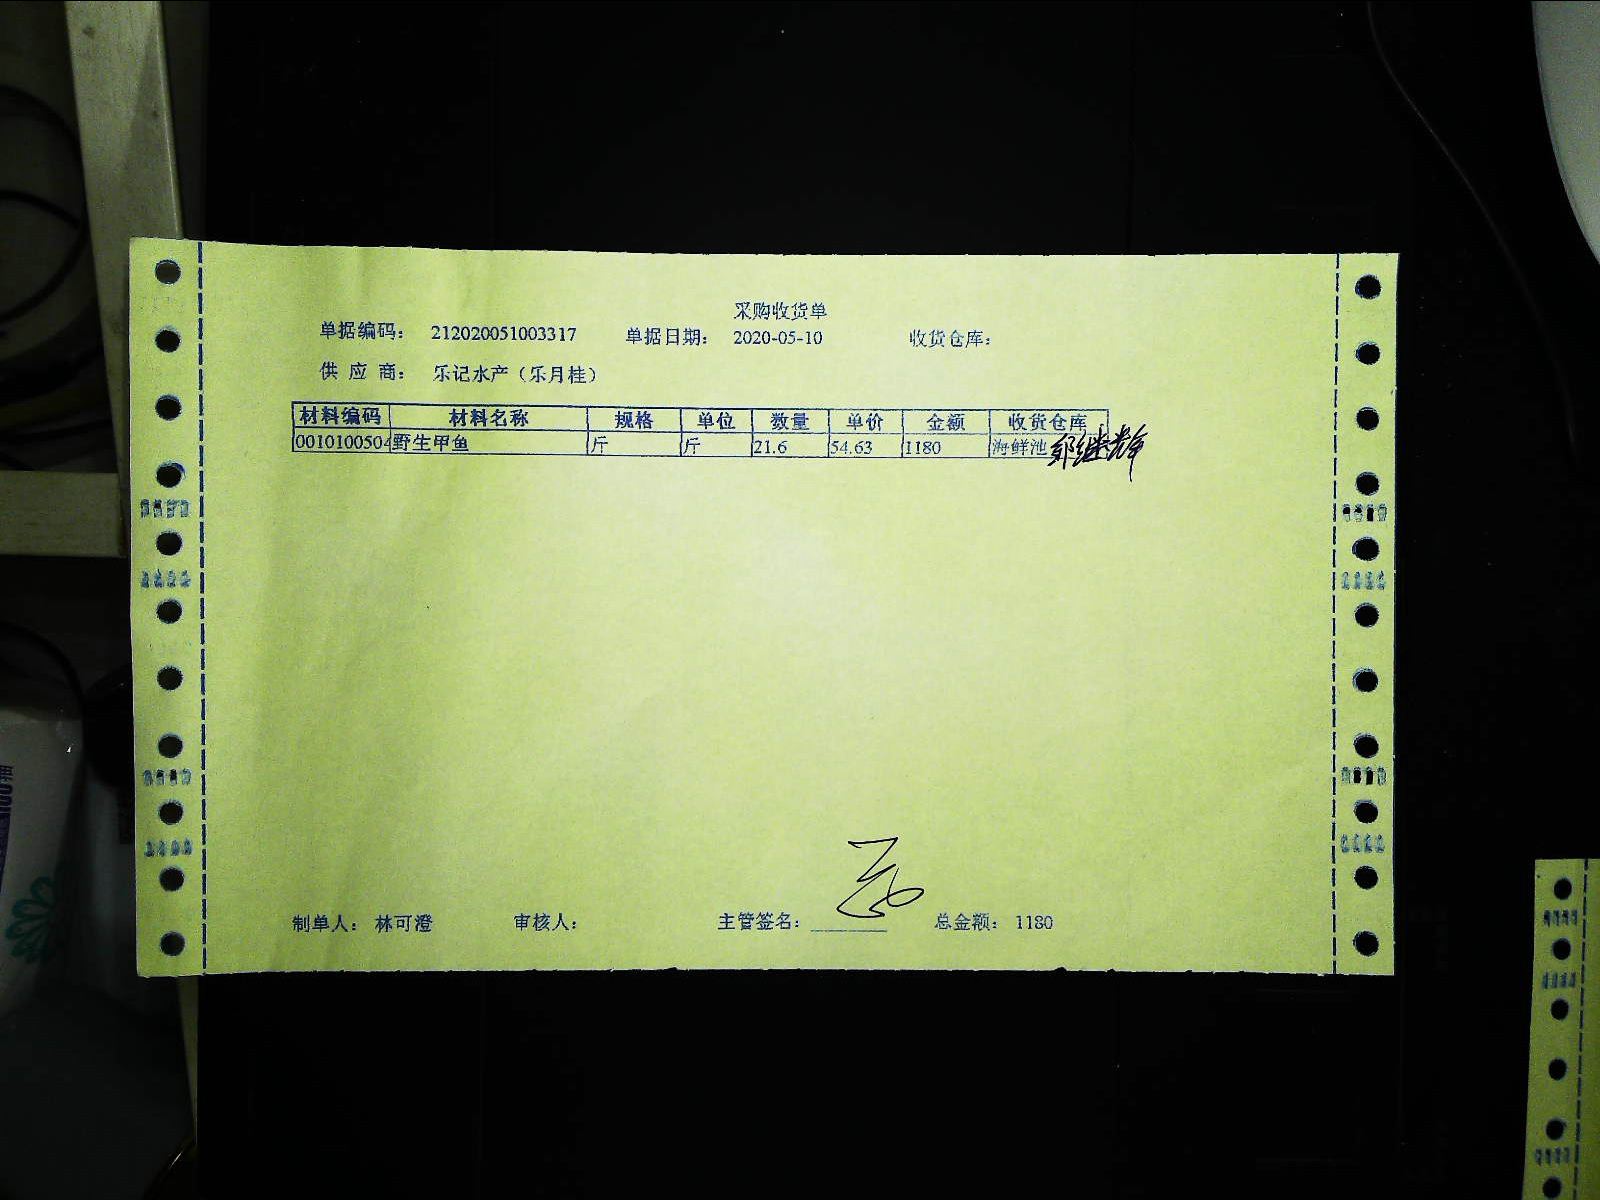 采购收货单
单据编码： 212020051003317 单据日期： 2020-05-10 收货仓库：
供 应 商： 乐记水产（乐月桂）
材料编码 材料名称 规格 单位 数量 单价 金额 收货仓库
0010100504 野生甲鱼 斤 斤 21.6 54.63 1180 海鲜池
制单人： 林可澄 审核人： 主管签名： 总金额： 1180